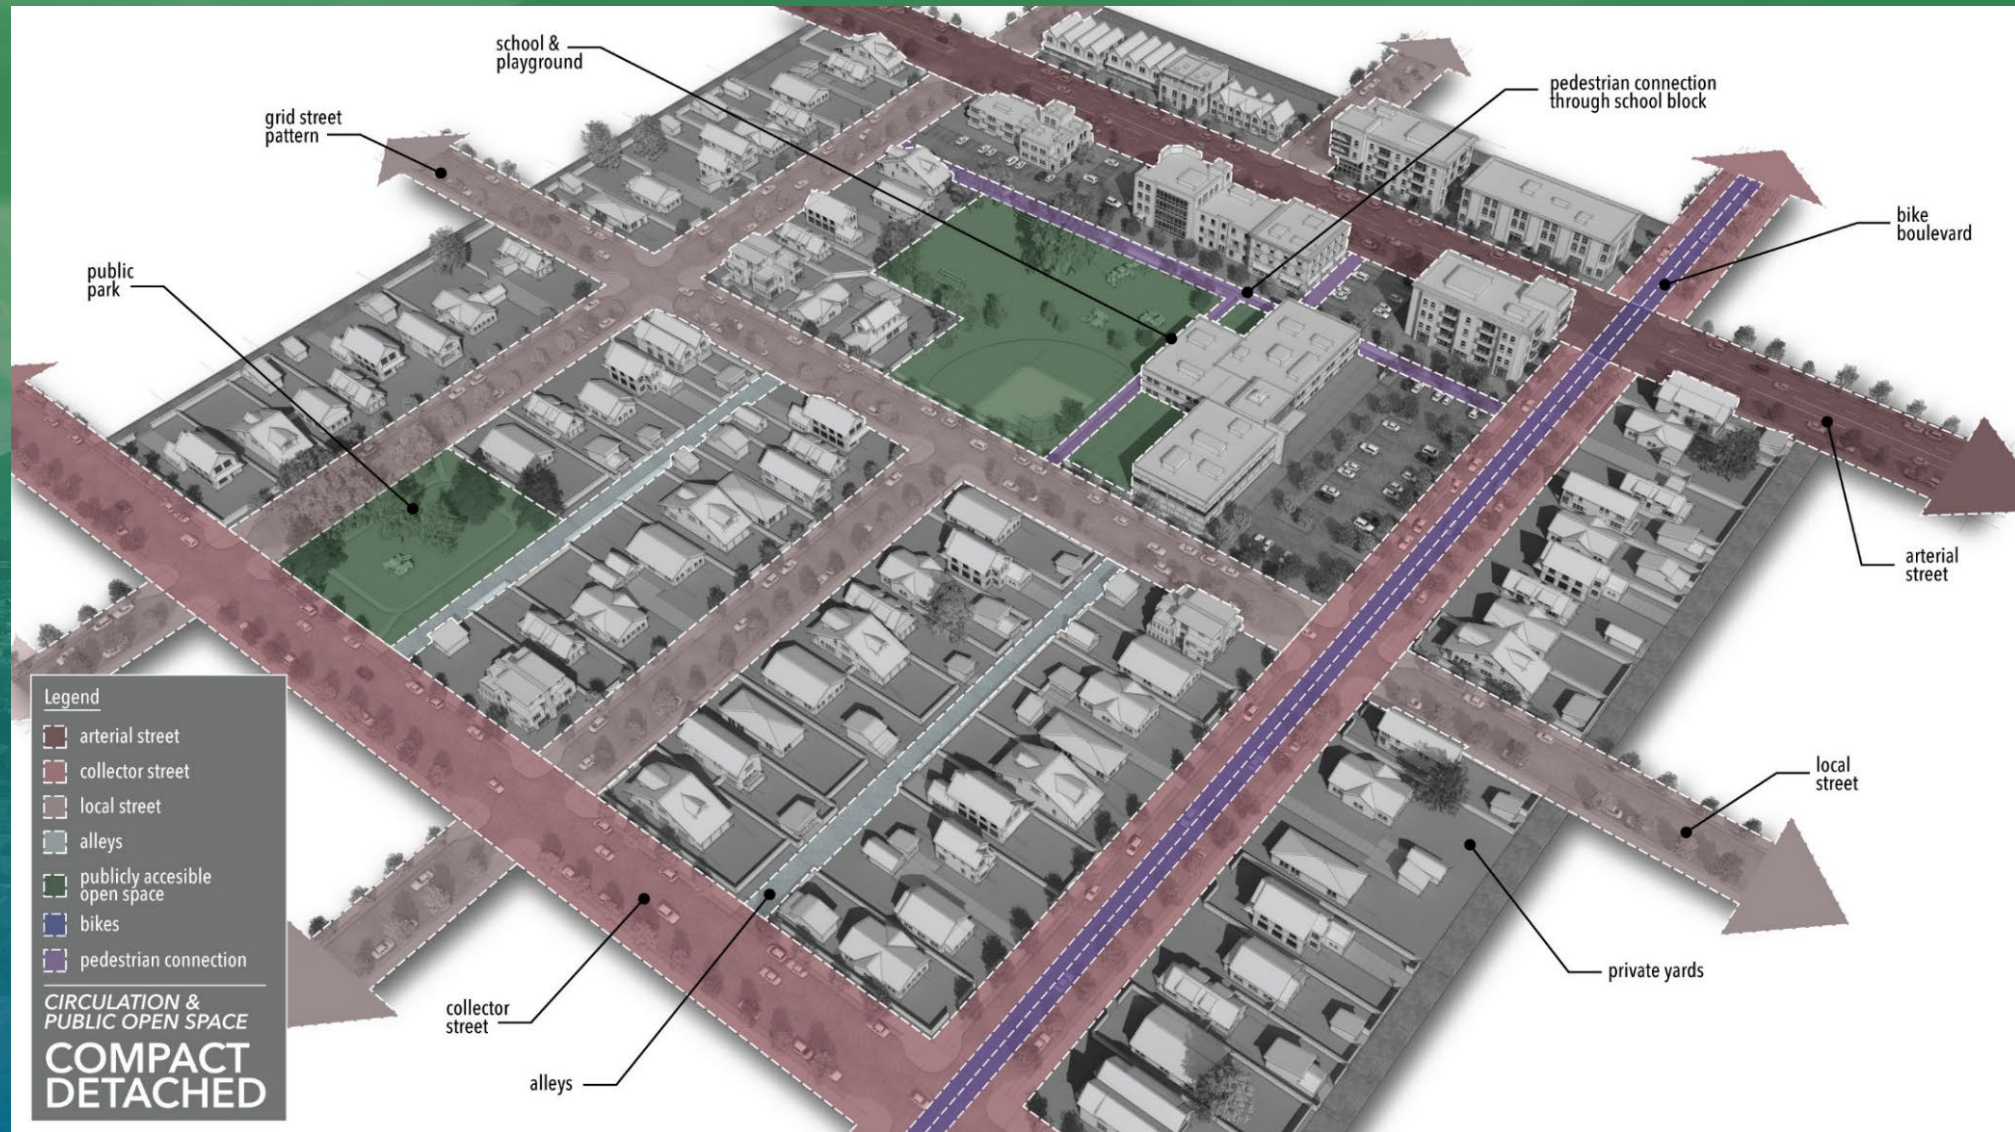 school &
playground
pedestrian connection
through school block
grid street
pattern
bike
boulevard
public
park
arterial
street
local
street
private yards
collector
street
alleys
Legend
arterial street
collector street
local street
alleys
publicly accesible
open space
bikes
pedestrian connection
CIRCULATION &
PUBLIC OPEN SPACE
COMPACT
DETACHED